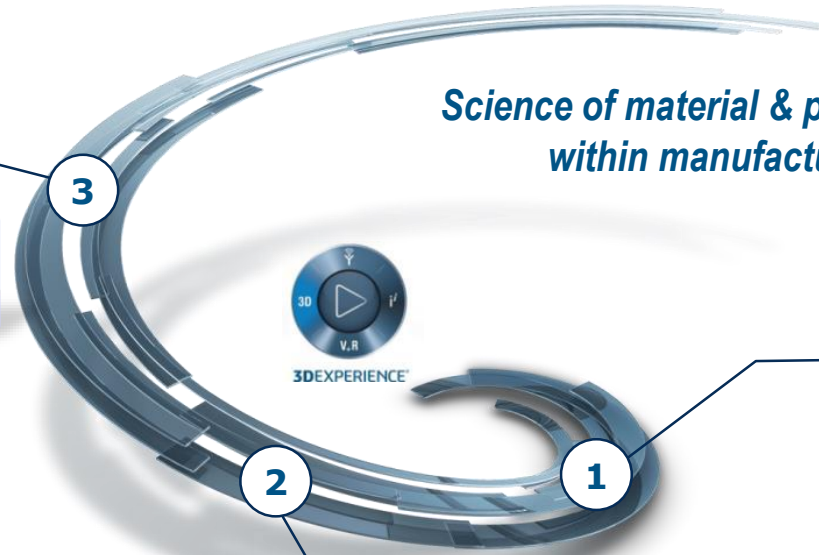 Science of material & p
within manufactu
3
3D
i
V,R
3DEXPERIENCE
2
1